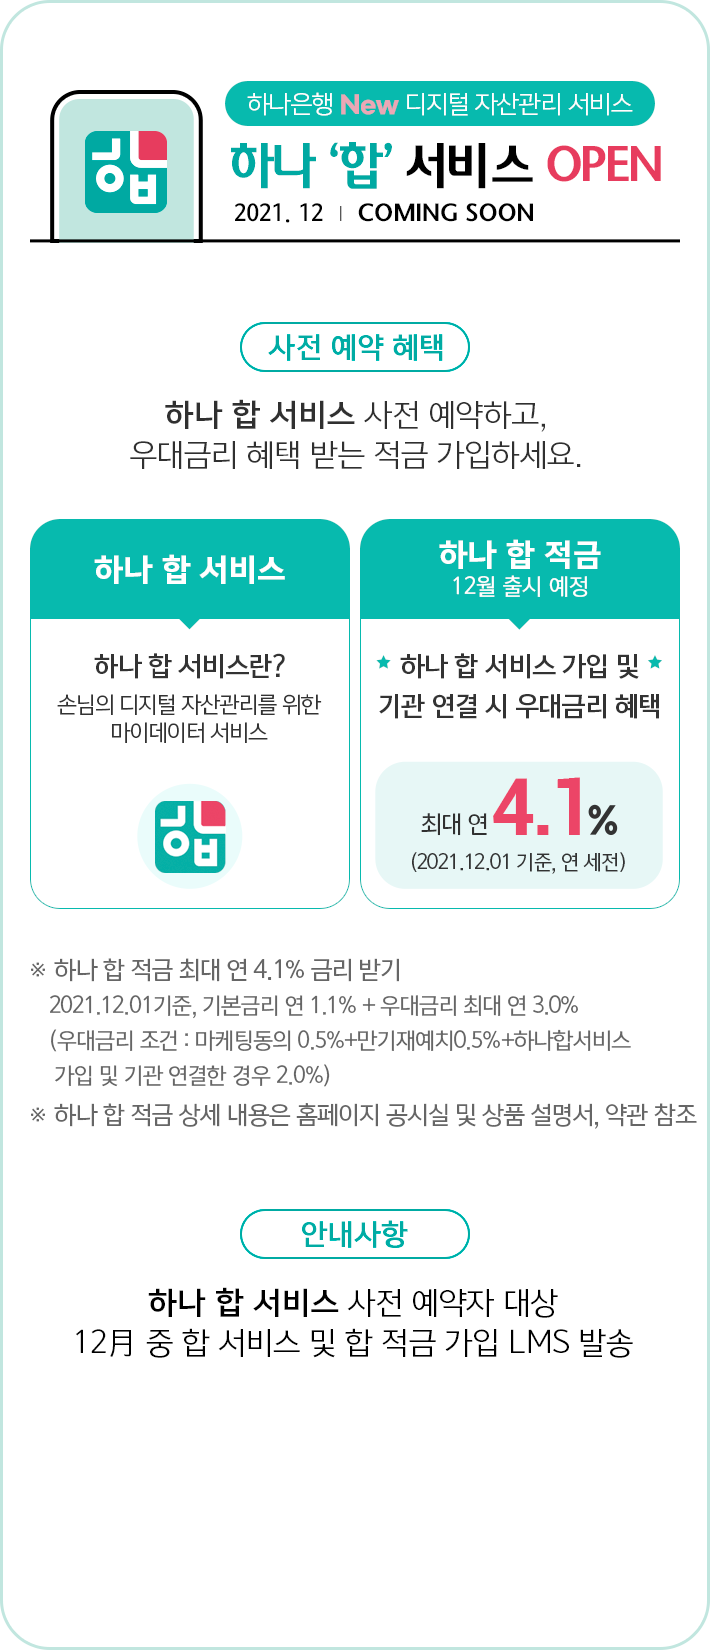 하나은행 New 디지털 자산관리 서비스
하나 ‘합’ 서비스 OPEN
2021. 12 | COMING SOON
합
사전 예약 혜택
하나 합 서비스 사전 예약하고,
우대금리 혜택 받는 적금 가입하세요.
하나 합 서비스
하나 합 서비스란?
손님의 디지털 자산관리를 위한
마이데이터 서비스
합
하나 합 적금
12월 출시 예정
★ 하나 합 서비스 가입 및 ★
기관 연결 시 우대금리 혜택
최대 연 4.1%
(2021.12.01 기준, 연 세전)
※ 하나 합 적금 최대 연 4.1% 금리 받기
2021.12.01기준, 기본금리 연 1.1% + 우대금리 최대 연 3.0%
(우대금리 조건 : 마케팅동의 0.5%+만기재예치0.5%+하나합서비스
가입 및 기관 연결한 경우 2.0%)
※ 하나 합 적금 상세 내용은 홈페이지 공시실 및 상품 설명서, 약관 참조
안내사항
하나 합 서비스 사전 예약자 대상
12月 중 합 서비스 및 합 적금 가입 LMS 발송